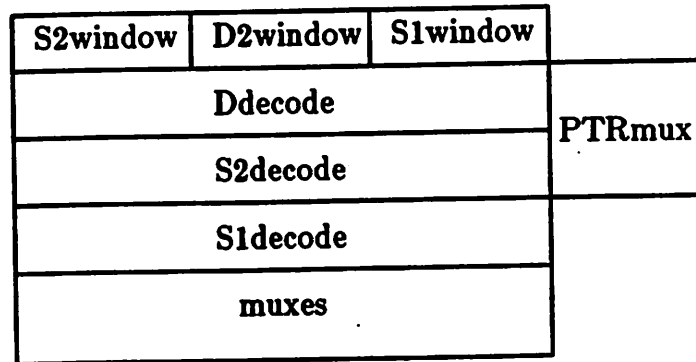 S2window D2window S1window
Ddecode
PTRmux
S2decode
S1decode
muxes